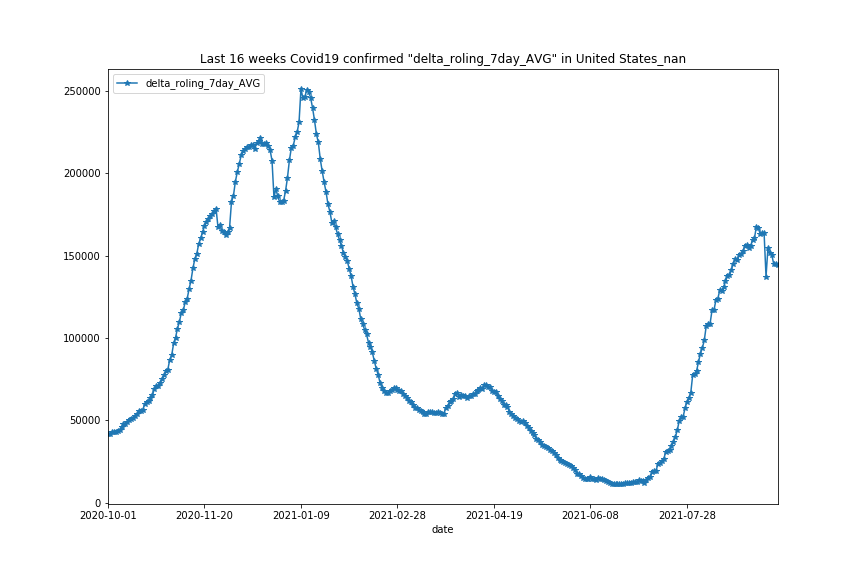 Last 16 weeks Covid19 confirmed "delta_roling_7day_AVG" in United States_nan
delta_roling_7day_AVG
250000
200000
150000
100000
50000
0
2020-10-01 2020-11-20 2021-01-09 2021-02-28 2021-04-19 2021-06-08 2021-07-28
date